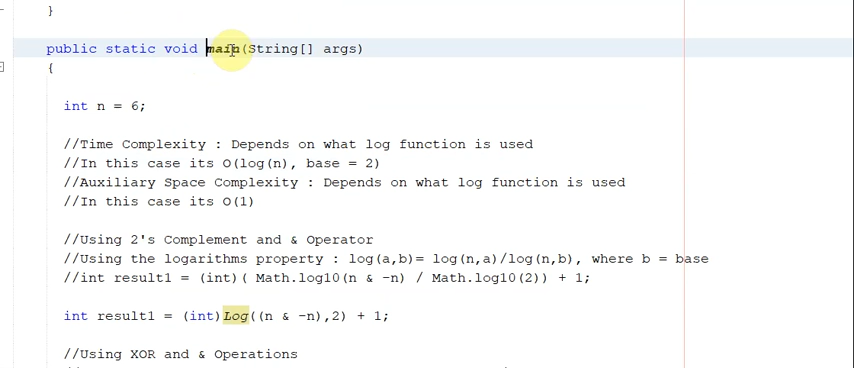 }
public static void main(String[] args)
{
int n = 6;
//Time Complexity : Depends on what log function is used
//In this case its O(log(n), base = 2)
//Auxiliary Space Complexity : Depends on what log function is used
//In this case its O(1)
//Using 2's Complement and & Operator
//Using the logarithms property : log(a,b)= log(n,a)/log(n,b), where b = base
//int result1 = (int)( Math.log10(n & -n) / Math.log10(2)) + 1;
int result1 = (int)Log((n & -n),2) + 1;
//Using XOR and & Operations